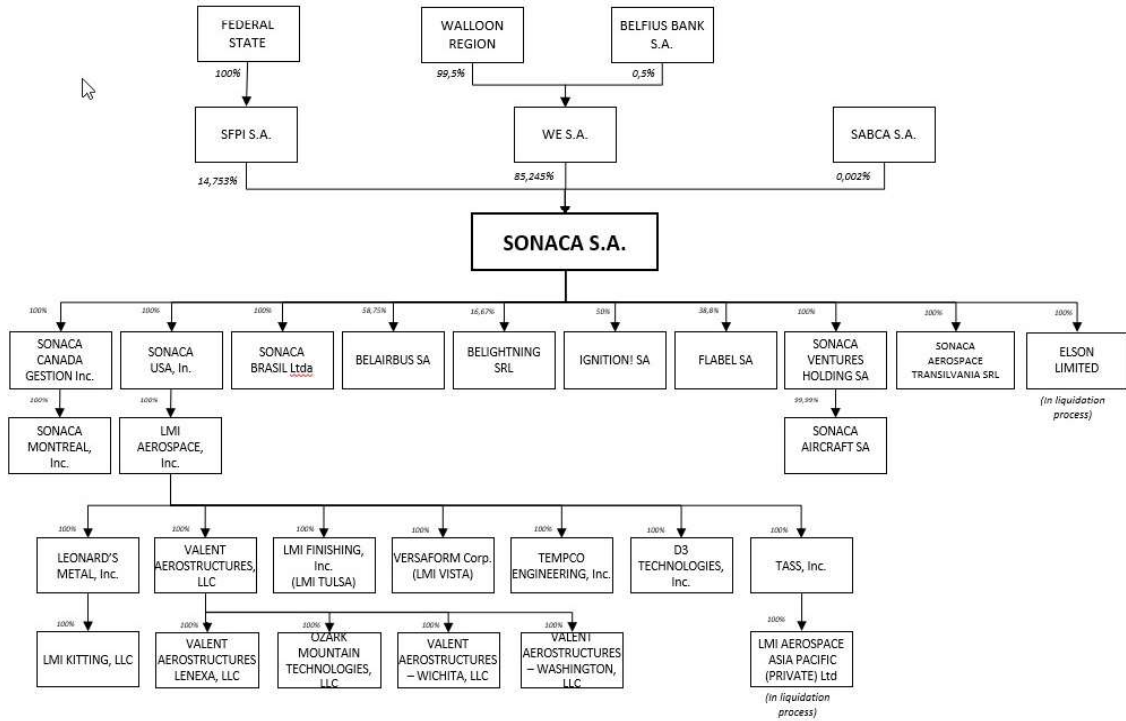 FEDERAL
STATE
WALLOON
REGION
BELFIUS BANK
S.A.
100%
99,5%
0,5%
SFPI S.A.
WE S.A.
SABCA S.A.
14,753%
85,245%
0,002%
SONACA S.A.
100%
100%
100%
58,75%
16,67%
50%
38,8%
100%
100%
100%
SONACA
CANADA
GESTION Inc.
SONACA
USA, In.
SONACA
BRASIL Ltda
BELAIRBUS SA
BELIGHTNING
SRL
IGNITION! SA
FLABEL SA
SONACA
VENTURES
HOLDING SA
SONACA
AEROSPACE
TRANSILVANIA SRL
ELSON
LIMITED
(In liquidation
process)
100%
100%
99,99%
SONACA
MONTREAL,
Inc.
LMI
AEROSPACE,
Inc.
SONACA
AIRCRAFT SA
100%
100%
100%
100%
100%
100%
100%
LEONARD'S
METAL, Inc.
VALENT
AEROSTRUCTURES,
LLC
LMI FINISHING,
Inc.
(LMI TULSA)
VERSAFORM Corp.
(LMI VISTA)
TEMPCO
ENGINEERING, Inc.
D3
TECHNOLOGIES,
Inc.
TASS, Inc.
100%
100%
100%
100%
100%
100%
LMI KITTING, LLC
VALENT
AEROSTRUCTURES
LENEXA, LLC
OZARK
MOUNTAIN
TECHNOLOGIES,
LLC
VALENT
AEROSTRUCTURES
– WICHITA, LLC
VALENT
AEROSTRUCTURES
– WASHINGTON,
LLC
LMI AEROSPACE
ASIA PACIFIC
(PRIVATE) Ltd
(In liquidation
process)